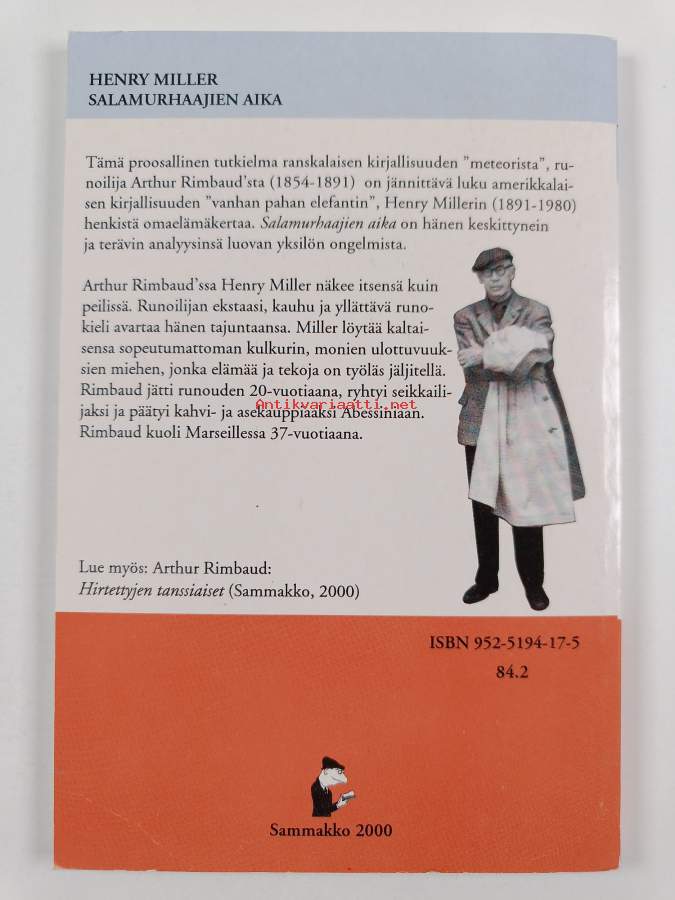 HENRY MILLER
SALAMURHAAJIEN AIKA
Tämä proosallinen tutkielma ranskalaisen kirjallisuuden "meteorista", ru-
noilija Arthur Rimbaud'sta (1854-1891) on jännittävä luku amerikkalai-
sen kirjallisuuden "vanhan pahan elefantin", Henry Millerin (1891-1980)
henkistä omaelämäkertaa. Salamurhaajien aika on hänen keskittynein
ja terävin analyysinsä luovan yksilön ongelmista.
Arthur Rimbaud'ssa Henry Miller näkee itsensä kuin
peilissä. Runoilijan ekstaasi, kauhu ja yllättävä runo-
kieli avartaa hänen tajuntaansa. Miller löytää kaltai-
sensa sopeutumattoman kulkurin, monien ulottuvuuk-
sien miehen, jonka elämää ja tekoja on työläs jäljitellä.
Rimbaud jätti runouden 20-vuotiaana, ryhtyi seikkaili-
jaksi ja päätyi kahvi- ja asekauppiaaksi Abessiniaan.
Antikvariaatti.net
Rimbaud kuoli Marseillessa 37-vuotiaana.
Lue myös: Arthur Rimbaud:
Hirtettyjen tanssiaiset (Sammakko, 2000)
ISBN 952-5194-17-5
84.2
Sammakko 2000